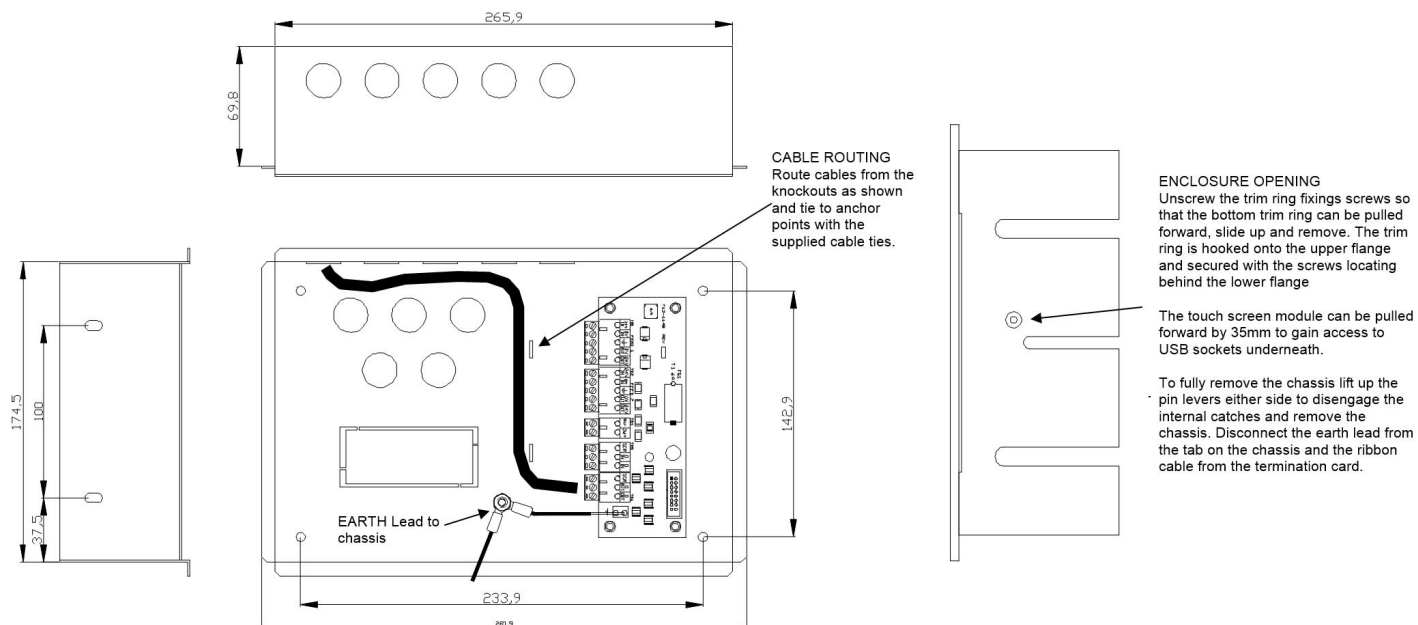 265,9
69,8
CABLE ROUTING
Route cables from the
knockouts as shown
and tie to anchor
points with the
supplied cable ties.
ENCLOSURE OPENING
Unscrew the trim ring fixings screws so
that the bottom trim ring can be pulled
forward, slide up and remove. The trim
ring is hooked onto the upper flange
and secured with the screws locating
behind the lower flange
The touch screen module can be pulled
forward by 35mm to gain access to
USB sockets underneath.
To fully remove the chassis lift up the
pin levers either side to disengage the
internal catches and remove the
chassis. Disconnect the earth lead from
the tab on the chassis and the ribbon
cable from the termination card.
174,5
100
37,5
142,9
EARTH Lead to
chassis
233,9
281,9